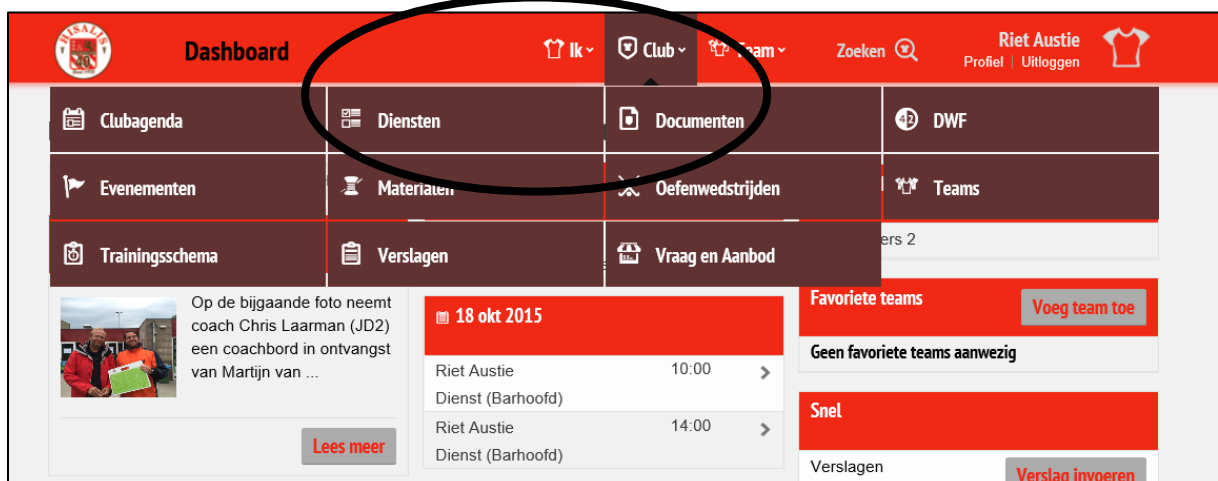 HISALIS
40
Dashboard
Ik
Club
Team
Zoeken
Riet Austie
Profiel | Uitloggen
Clubagenda
Diensten
Documenten
DWF
Evenementen
Materialen
Oefenwedstrijden
Teams
Trainingsschema
Verslagen
Vraag en Aanbod
ers 2
Op de bijgaande foto neemt
coach Chris Laarman (JD2)
een coachbord in ontvangst
van Martijn van ...
Lees meer
18 okt 2015
Riet Austie 10:00
Dienst (Barhoofd)
Riet Austie 14:00
Dienst (Barhoofd)
Favoriete teams
Voeg team toe
Geen favoriete teams aanwezig
Snel
Verslagen
Verslag invoeren